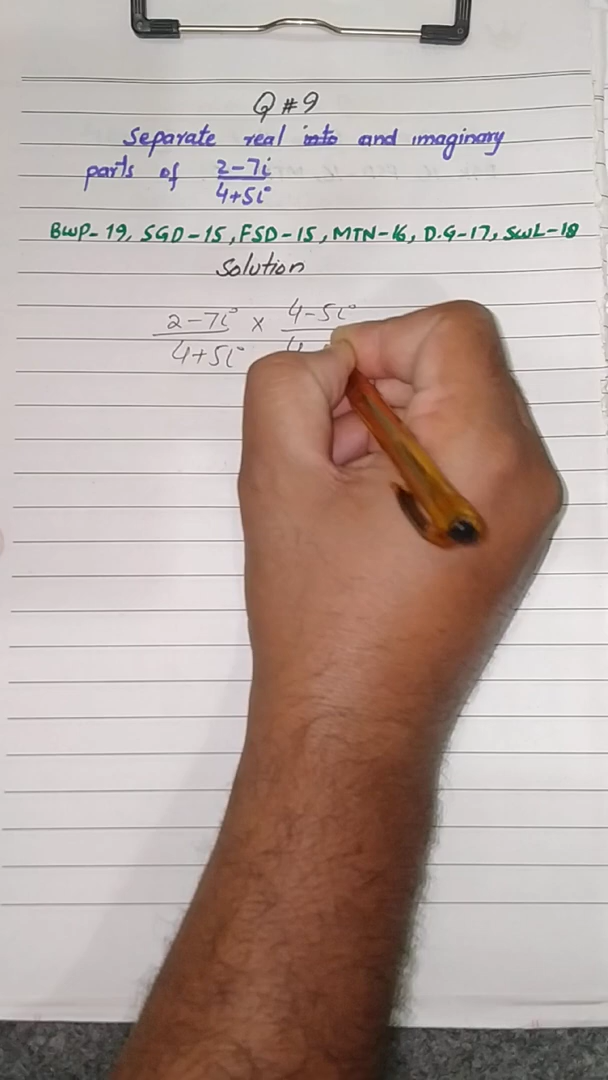 Q # 9
Separate real into and imaginary
parts of 2-7i / 4+5i
BWP-19, SGD-15, FSD-15, MTN-16, D.G-17, SWL-18
Solution
2-7i / 4+5i × 4-5i / 4